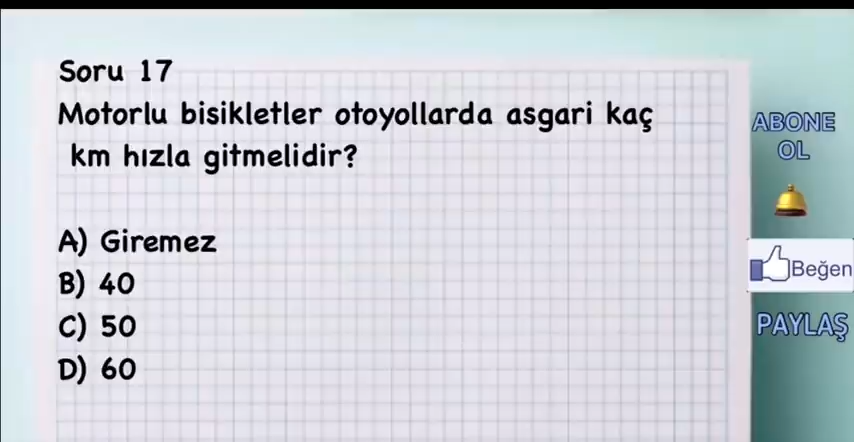 Soru 17
Motorlu bisikletler otoyollarda asgari kaç
km hızla gitmelidir?
A) Giremez
B) 40
C) 50
D) 60
ABONE
OL
Beğen
PAYLAŞ